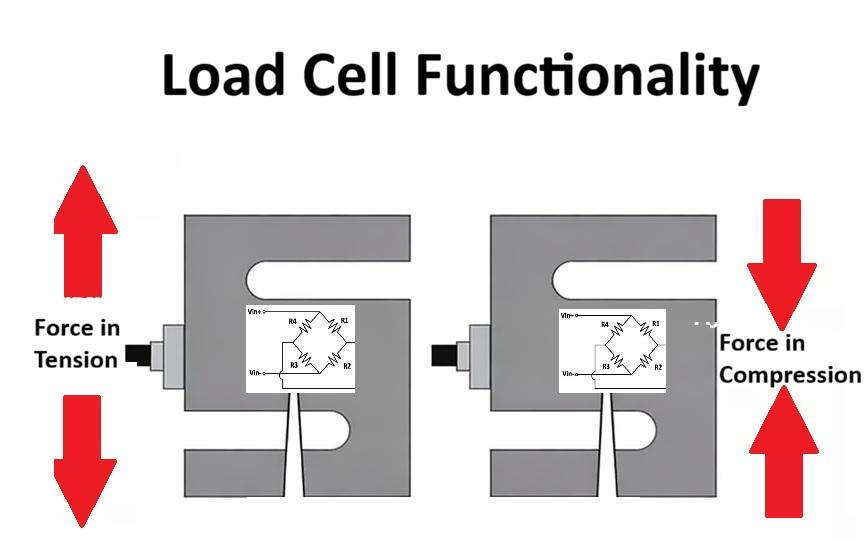 Load Cell Functionality
Force in
Tension
Vin+
R4
R1
R3
R2
Vin-
Vin+
R4
R1
R3
R2
Vin-
Force in
Compression